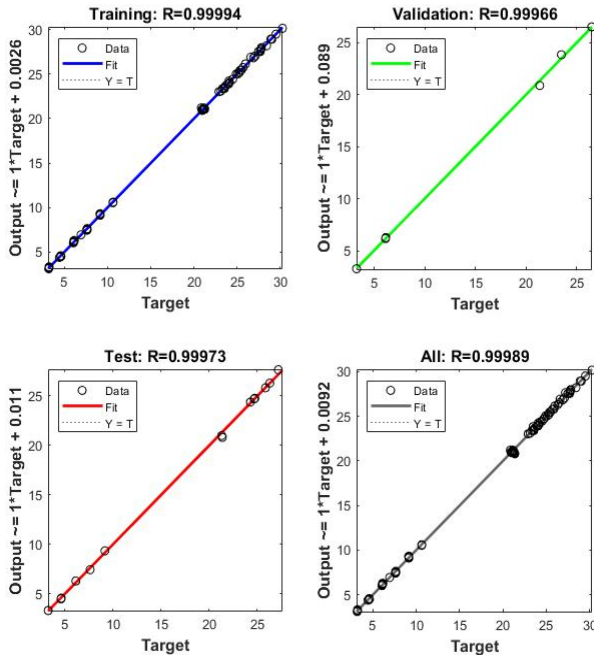 Training: R=0.99994
Output ~= 1*Target + 0.0026
30
25
20
15
10
5
Data
Fit
Y = T
5 10 15 20 25 30
Target
Validation: R=0.99966
Output ~= 1*Target + 0.089
25
20
15
10
5
Data
Fit
Y = T
5 10 15 20 25
Target
Test: R=0.99973
Output ~= 1*Target + 0.011
25
20
15
10
5
Data
Fit
Y = T
5 10 15 20 25
Target
All: R=0.99989
Output ~= 1*Target + 0.0092
30
25
20
15
10
5
Data
Fit
Y = T
5 10 15 20 25 30
Target